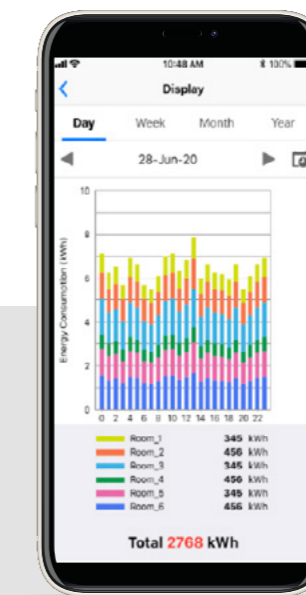 10:48 AM 100%
Display
Day Week Month Year
28-Jun-20
Energy Consumption (kWh)
10
8
6
4
2
0
0 2 4 6 8 10 12 14 16 18 20 22
Room_1 345 kWh
Room_2 456 kWh
Room_3 345 kWh
Room_4 456 kWh
Room_5 345 kWh
Room_6 456 kWh
Total 2768 kWh